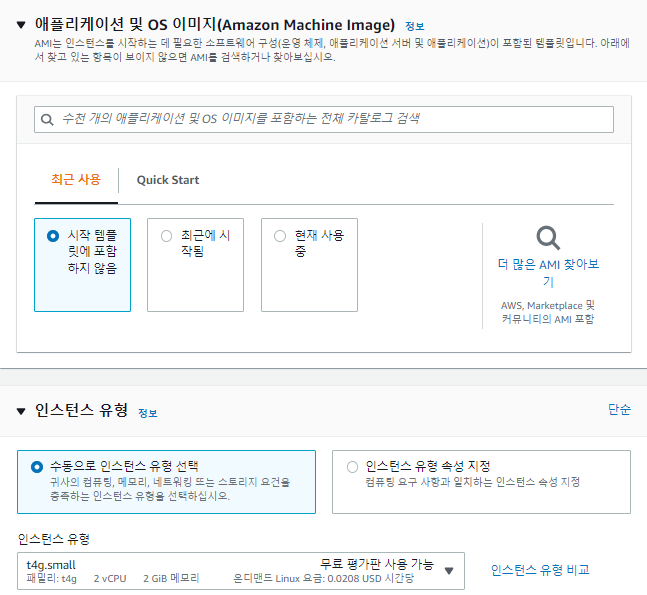 애플리케이션 및 OS 이미지(Amazon Machine Image) 정보
AMI는 인스턴스를 시작하는 데 필요한 소프트웨어 구성(운영 체제, 애플리케이션 서버 및 애플리케이션)이 포함된 템플릿입니다. 아래에
서 찾고 있는 항목이 보이지 않으면 AMI를 검색하거나 찾아보십시오.
수천 개의 애플리케이션 및 OS 이미지를 포함하는 전체 카탈로그 검색
최근 사용
Quick Start
시작 템플
릿에 포함
하지 않음
최근에 시
작됨
현재 사용
중
더 많은 AMI 찾아보
기
AWS, Marketplace 및
커뮤니티의 AMI 포함
인스턴스 유형 정보
단순
수동으로 인스턴스 유형 선택
귀사의 컴퓨팅, 메모리, 네트워킹 또는 스토리지 요건을
충족하는 인스턴스 유형을 선택하십시오.
인스턴스 유형 속성 지정
컴퓨팅 요구 사항과 일치하는 인스턴스 속성 지정
인스턴스 유형
t4g.small 무료 평가판 사용 가능
패밀리: t4g 2 vCPU 2 GiB 메모리 온디맨드 Linux 요금: 0.0208 USD 시간당
인스턴스 유형 비교